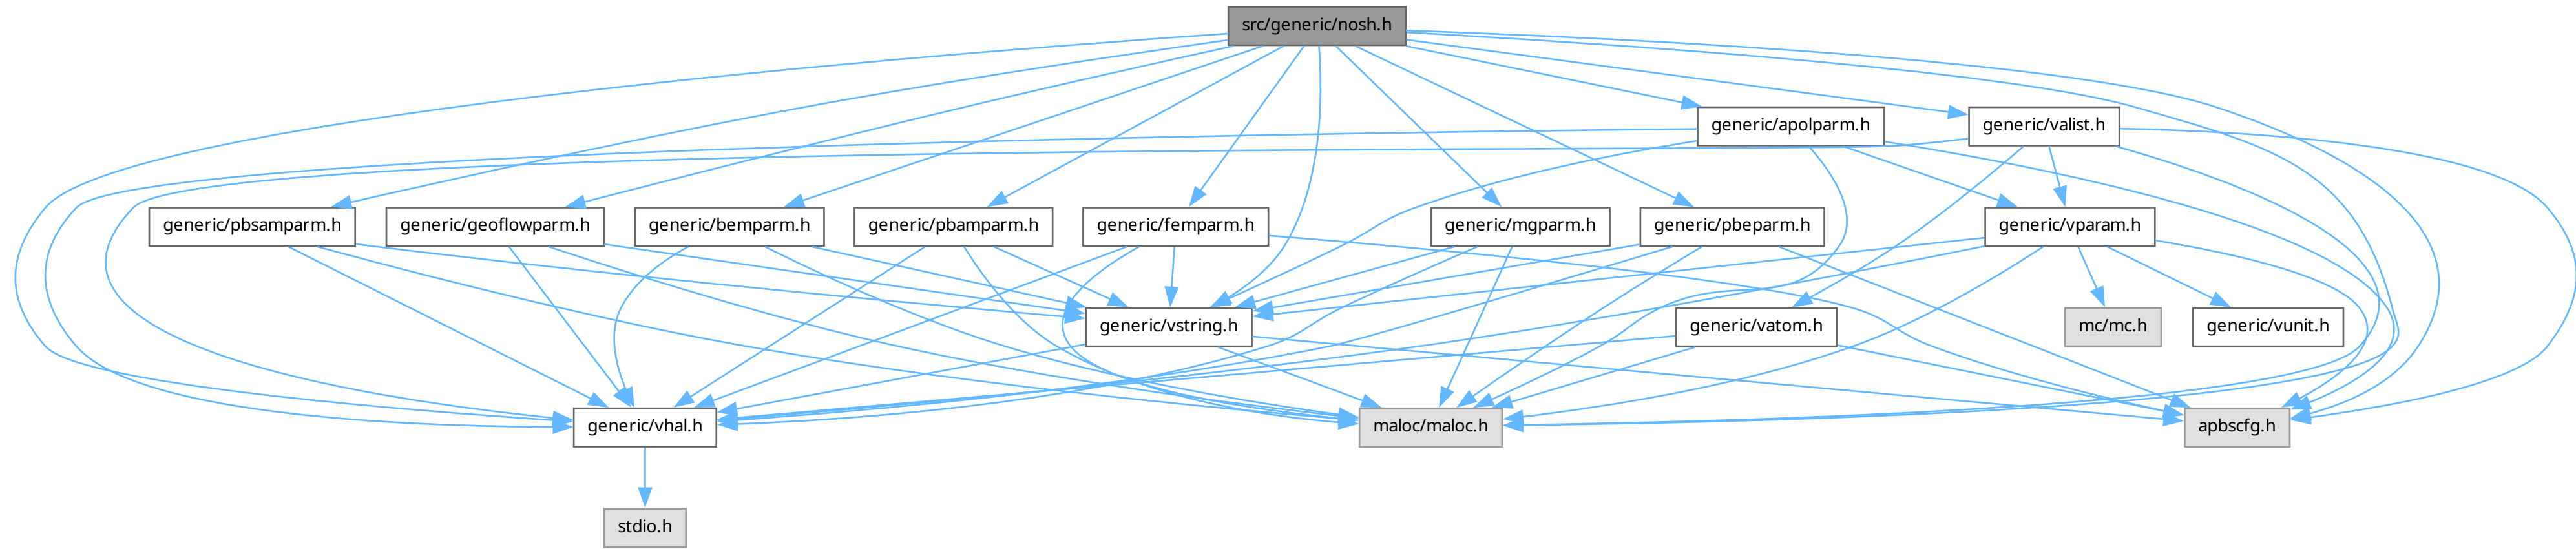 src/generic/nosh.h
generic/apolparm.h
generic/valist.h
generic/pbsamparm.h
generic/geoflowparm.h
generic/bemparm.h
generic/pbamparm.h
generic/femparm.h
generic/mgparm.h
generic/pbeparm.h
generic/vparam.h
generic/vstring.h
generic/vatom.h
mc/mc.h
generic/vunit.h
generic/vhal.h
maloc/maloc.h
apbscfg.h
stdio.h